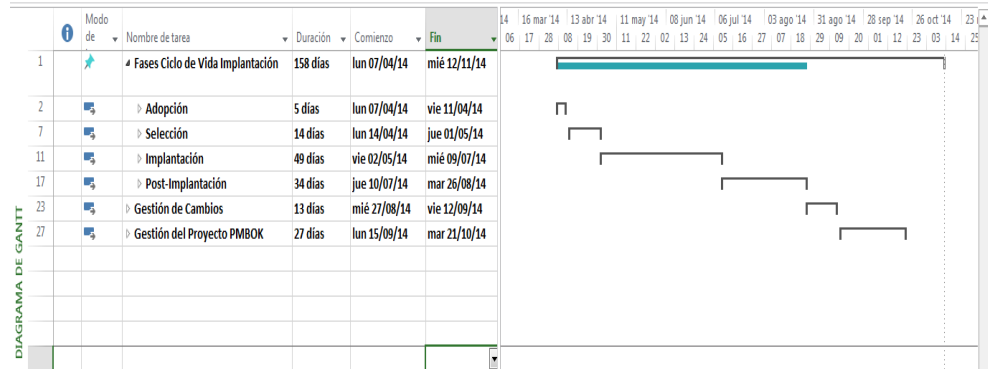 Modo de Nombre de tarea Duración Comienzo Fin
14 16 mar '14 13 abr '14 11 may '14 08 jun '14 06 jul '14 03 ago '14 31 ago '14 28 sep '14 26 oct '14 23
06 17 28 08 19 30 11 22 02 13 24 05 16 27 07 18 29 09 20 01 12 23 03 14 25
1 Fases Ciclo de Vida Implantación 158 días lun 07/04/14 mié 12/11/14
2 Adopción 5 días lun 07/04/14 vie 11/04/14
7 Selección 14 días lun 14/04/14 jue 01/05/14
11 Implantación 49 días vie 02/05/14 mié 09/07/14
17 Post-Implantación 34 días jue 10/07/14 mar 26/08/14
23 Gestión de Cambios 13 días mié 27/08/14 vie 12/09/14
27 Gestión del Proyecto PMBOK 27 días lun 15/09/14 mar 21/10/14
DIAGRAMA DE GANTT